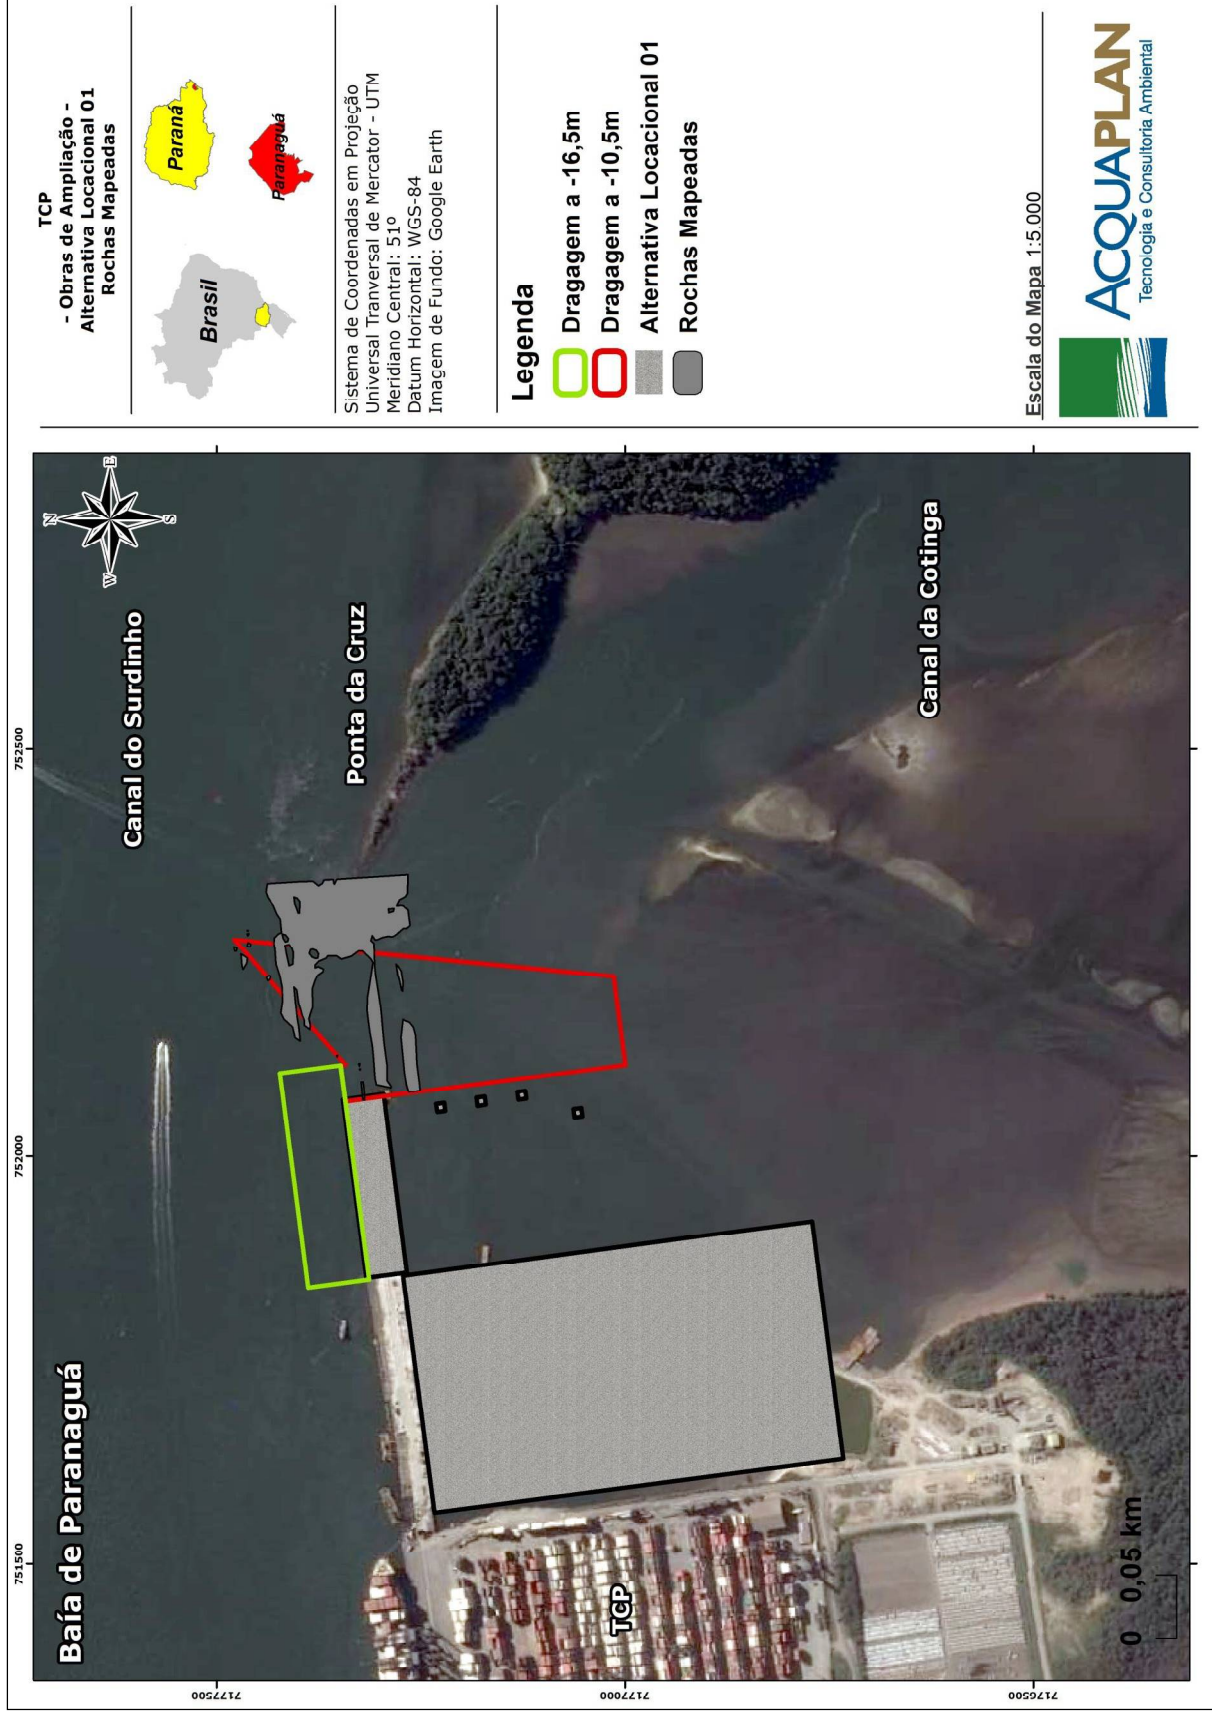 TCP
- Obras de Ampliação -
Alternativa Locacional 01
Rochas Mapeadas
Brasil
Paraná
Paranaguá
Sistema de Coordenadas em Projeção
Universal Tranversal de Mercator - UTM
Meridiano Central: 51º
Datum Horizontal: WGS-84
Imagem de Fundo: Google Earth
Legenda
Dragagem a -16,5m
Dragagem a -10,5m
Alternativa Locacional 01
Rochas Mapeadas
Escala do Mapa 1:5.000
ACQUAPLAN
Tecnologia e Consultoria Ambiental
751500
752000
752500
7177500
7177000
7176500
Baía de Paranaguá
Canal do Surdinho
Ponta da Cruz
Canal da Cotinga
TCP
N
E
S
W
0 0,05 km